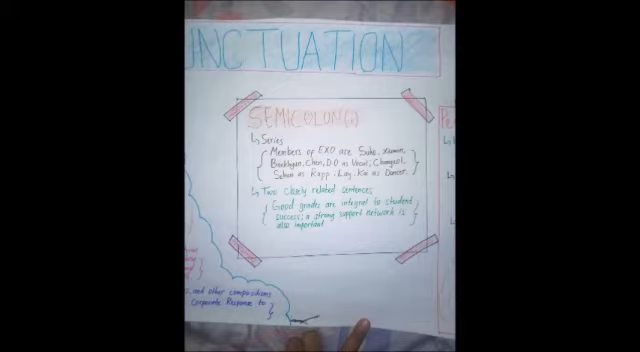 UNCTUATION
SEMICOLON(;)
Series
Members of EXO are Suho, Xiumin,
Baekhyun, Chen, D.O as Vocal; Chanyeol,
Sehun as Rapp; Lay, Kai as Dancer.
Two closely related sentences
Good grades are integral to student
success; a strong support network is
also important
and other compositions
Corporate Response to